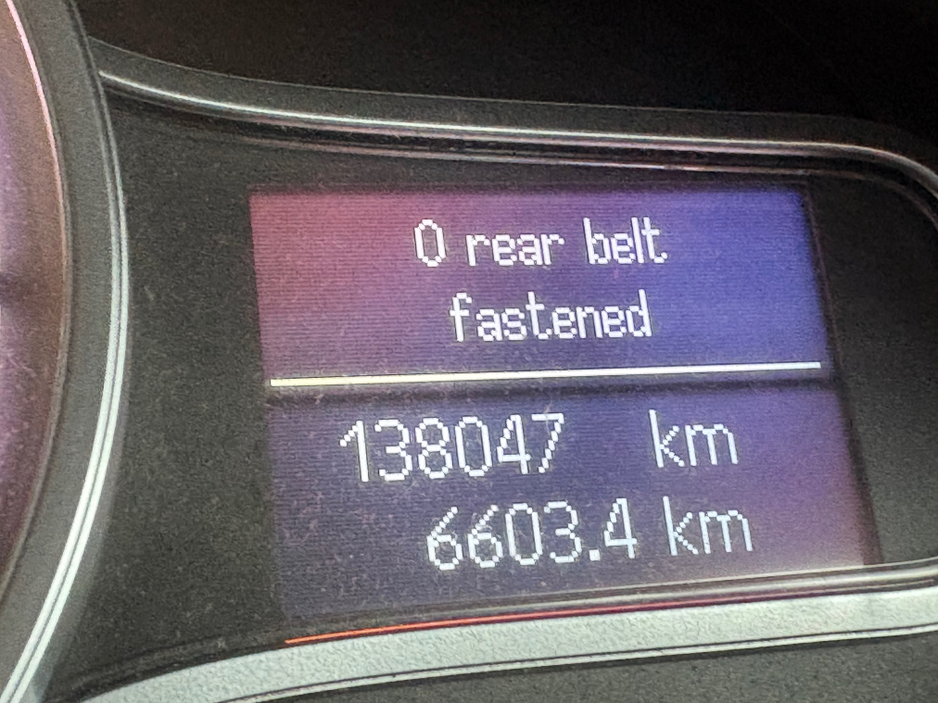 0 rear belt
fastened
138047 km
6603.4 km